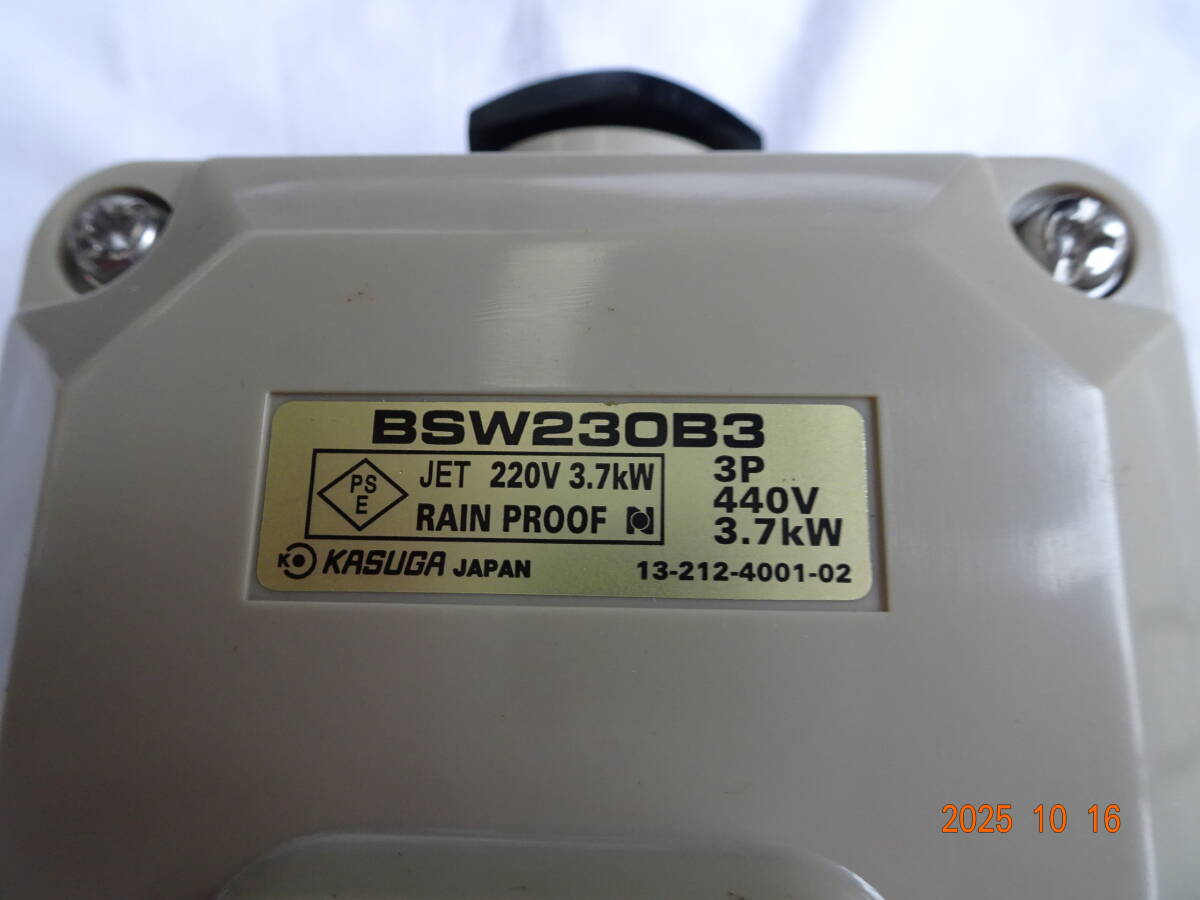 BSW230B3
PS
E
JET 220V 3.7kW
RAIN PROOF N
3P
440V
3.7kW
K KASUGA JAPAN
13-212-4001-02
2025 10 16